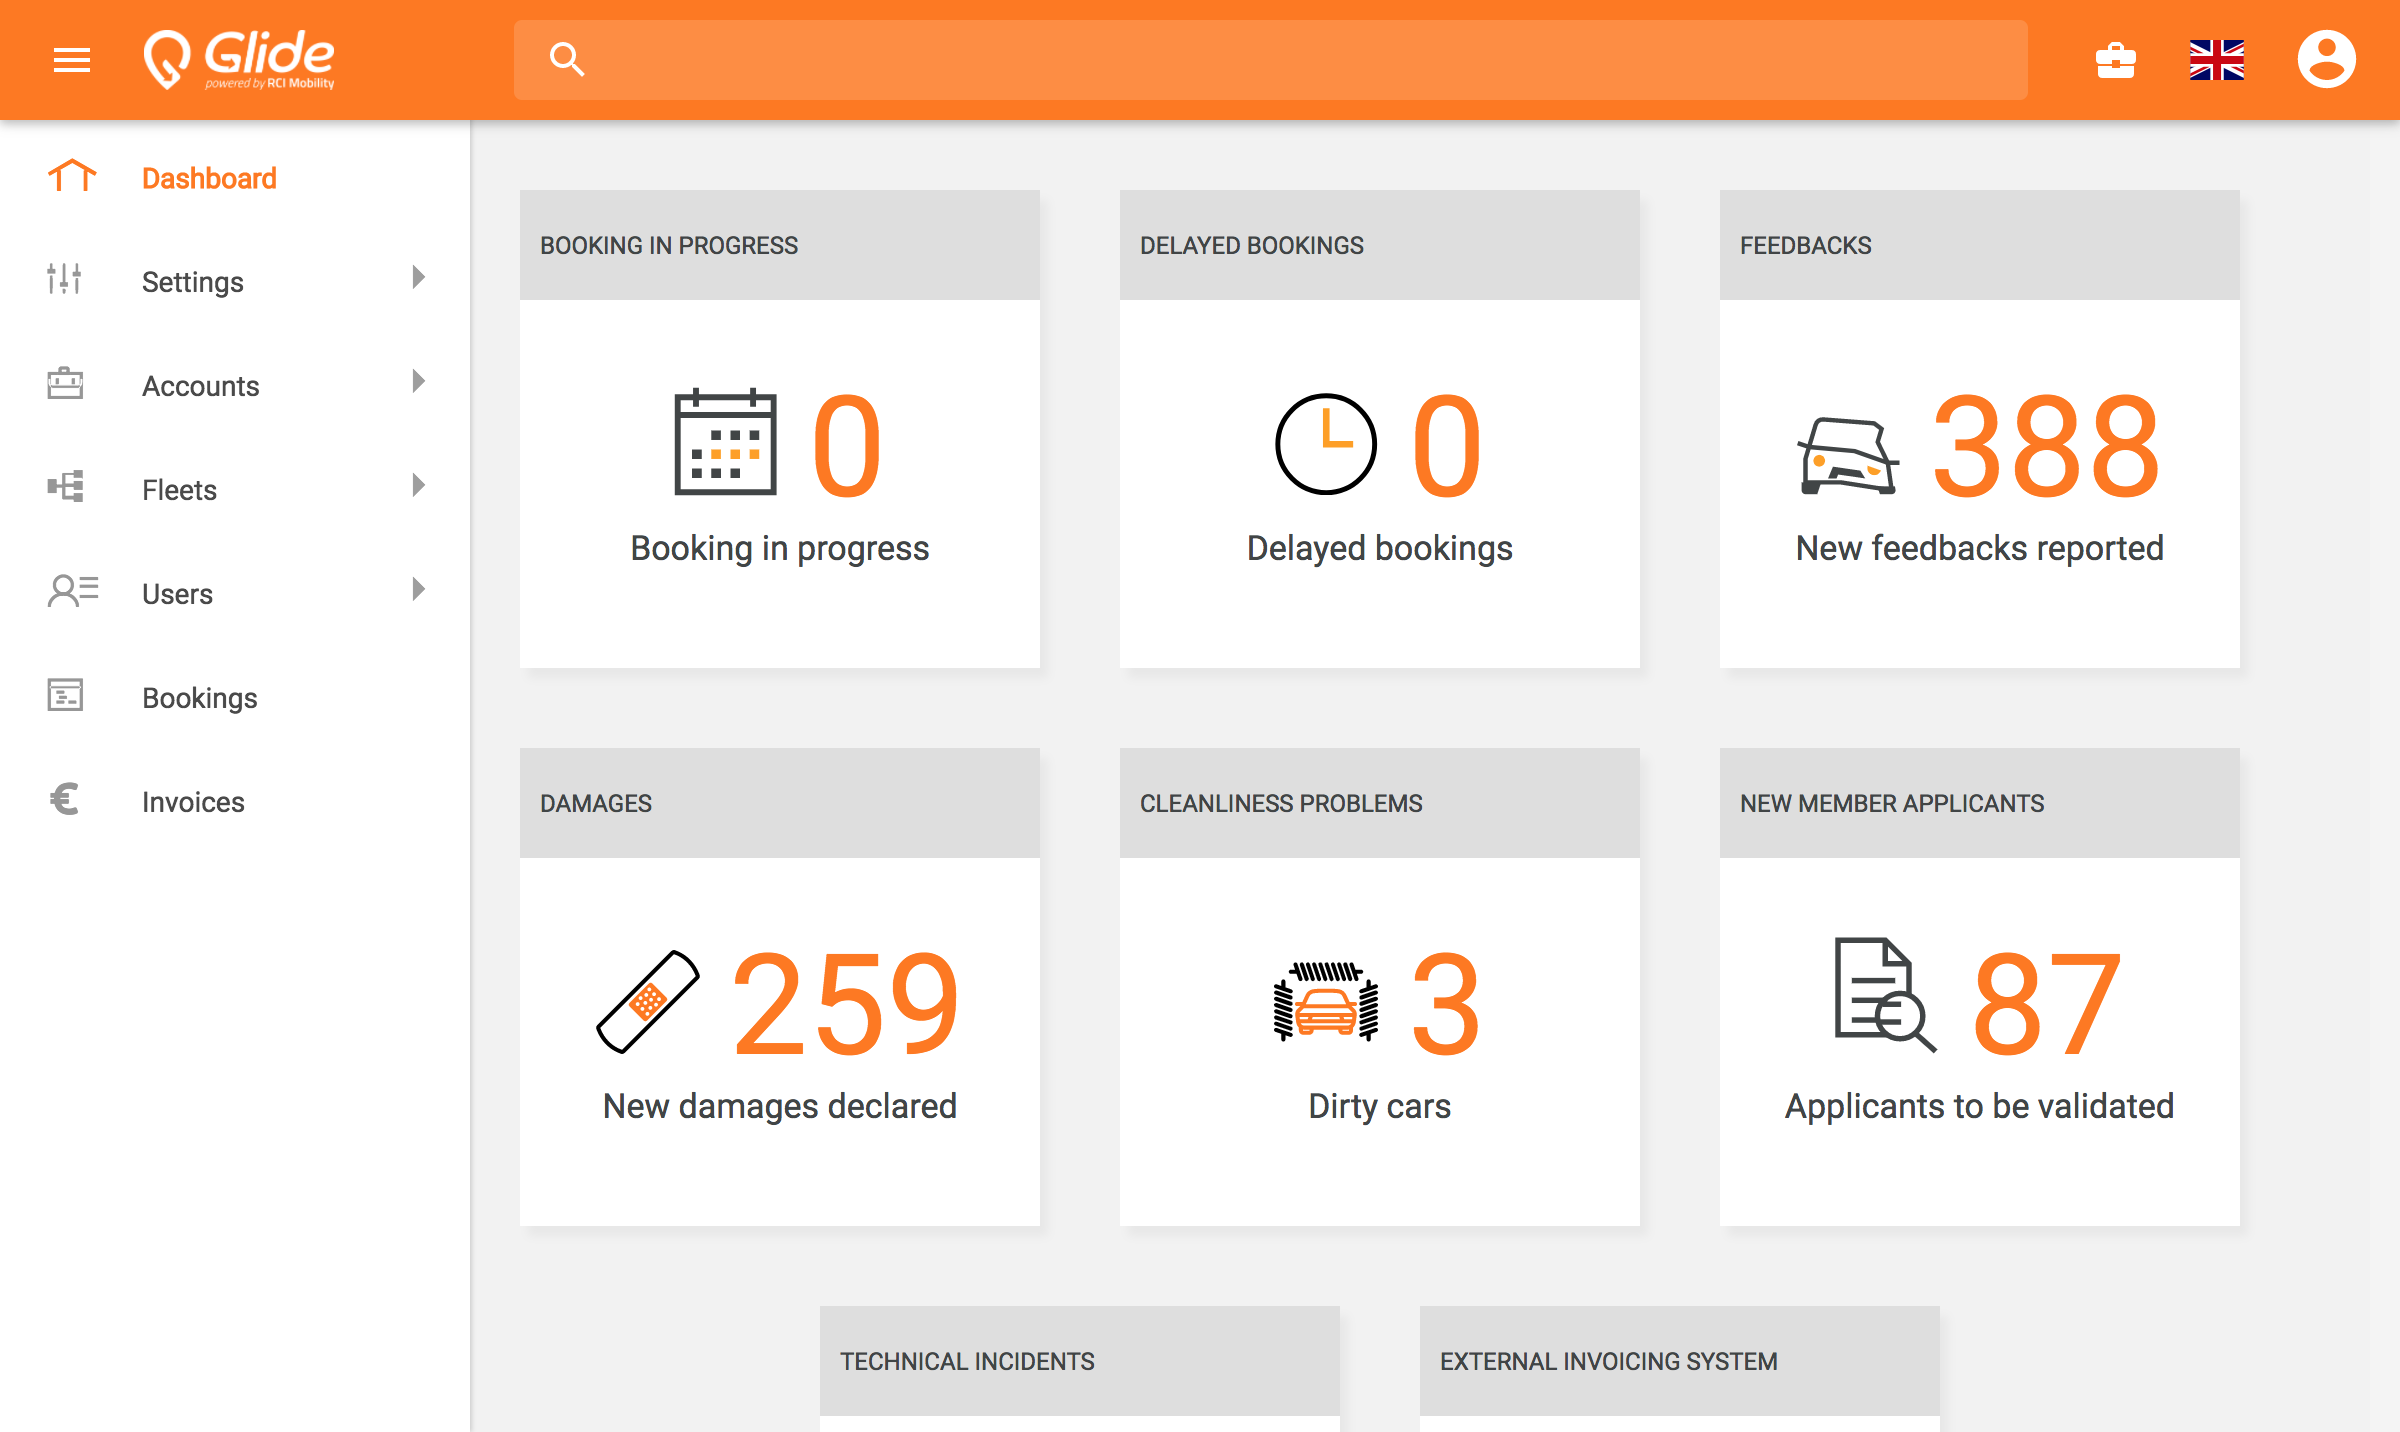 Glide
powered by RCI Mobility
Dashboard
Settings
Accounts
Fleets
Users
Bookings
Invoices
BOOKING IN PROGRESS
0
Booking in progress
DELAYED BOOKINGS
0
Delayed bookings
FEEDBACKS
388
New feedbacks reported
DAMAGES
259
New damages declared
CLEANLINESS PROBLEMS
3
Dirty cars
NEW MEMBER APPLICANTS
87
Applicants to be validated
TECHNICAL INCIDENTS
EXTERNAL INVOICING SYSTEM